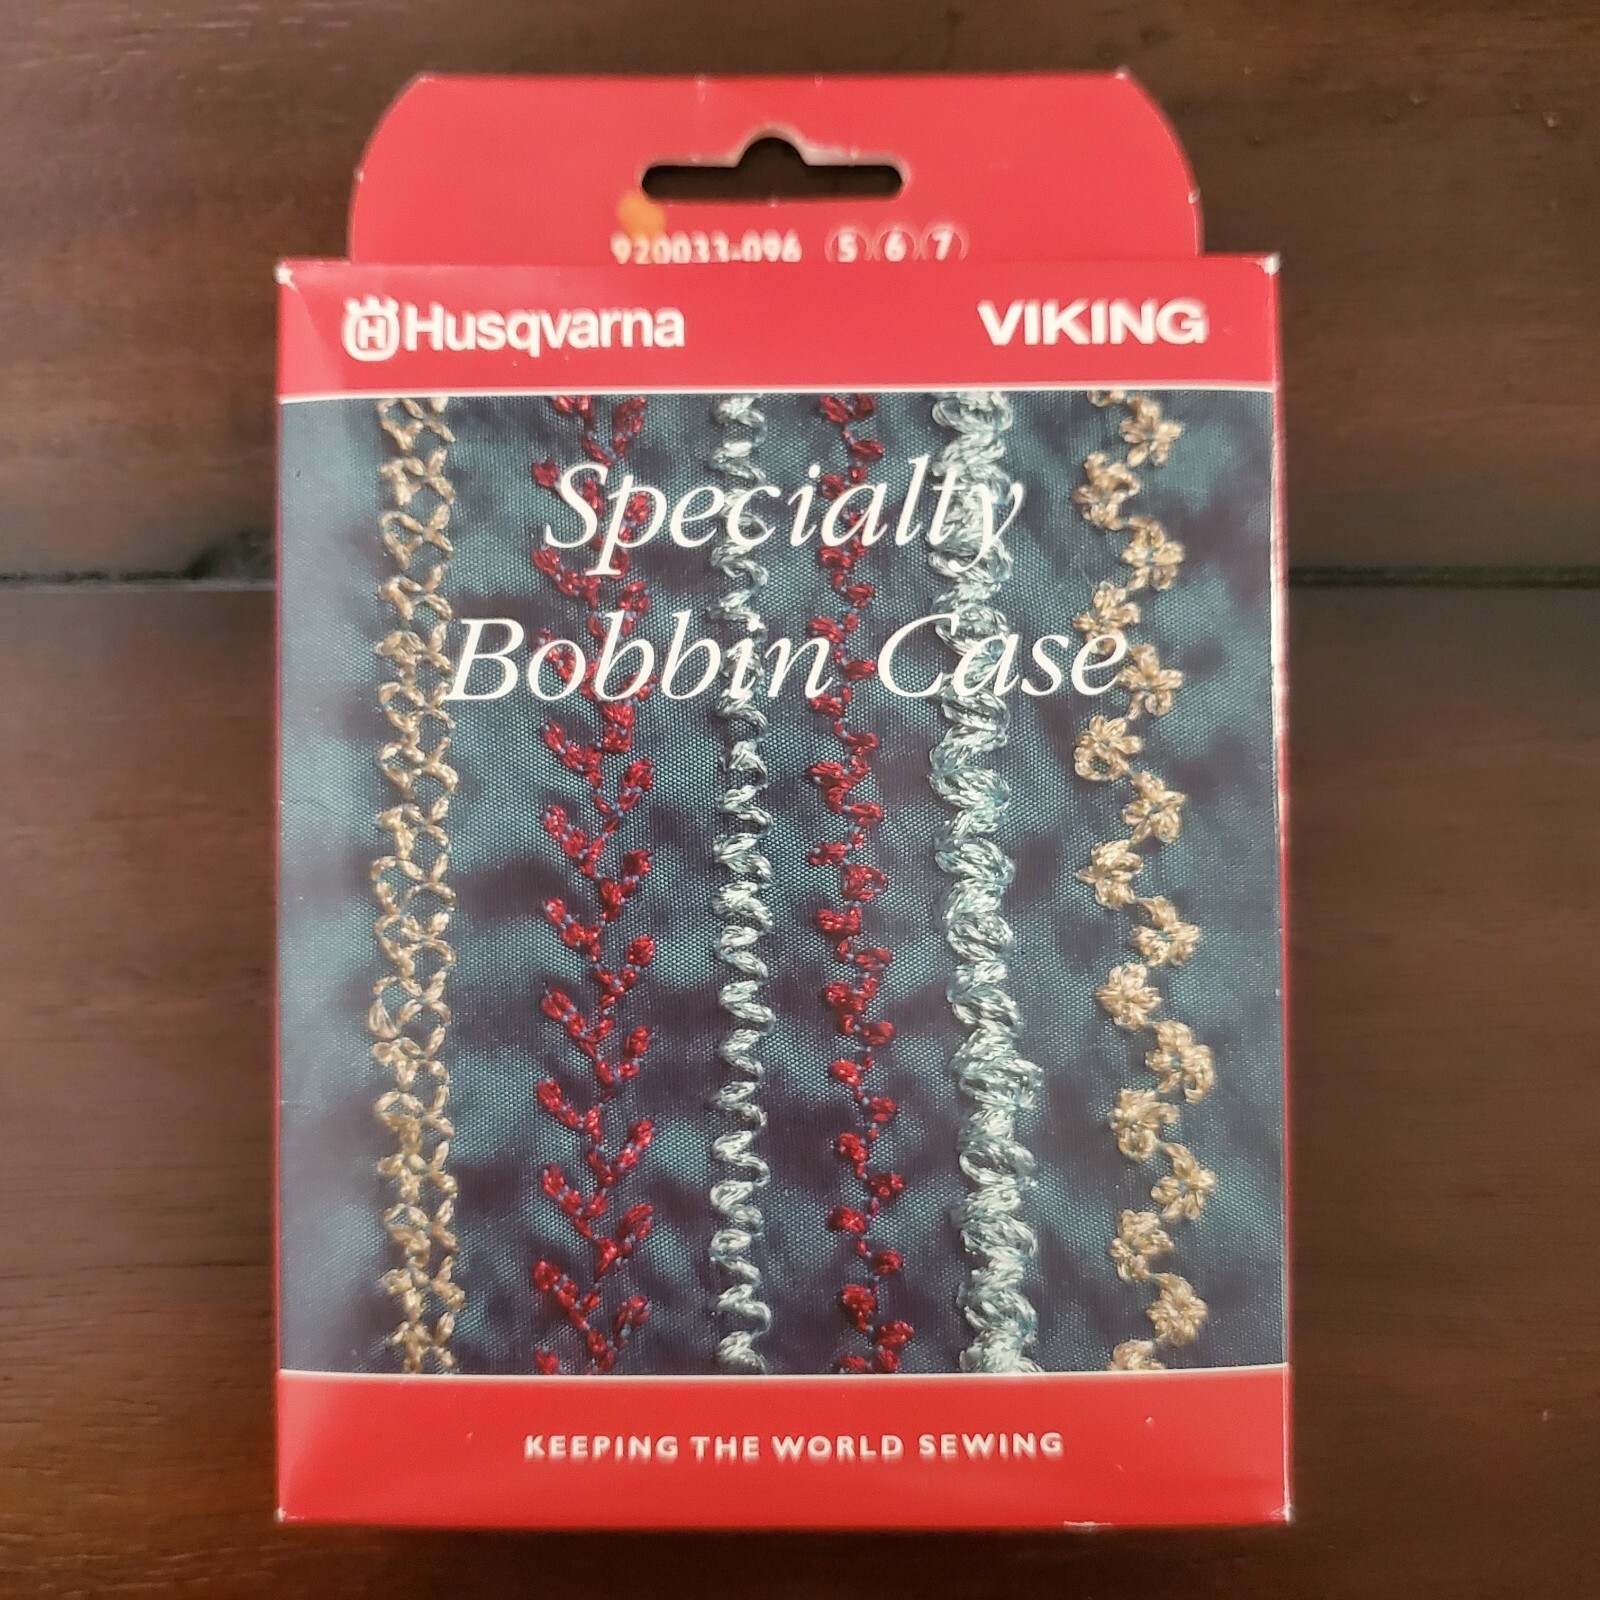 920033-096 5 6 7
H Husqvarna VIKING
Specialty
Bobbin Case
KEEPING THE WORLD SEWING